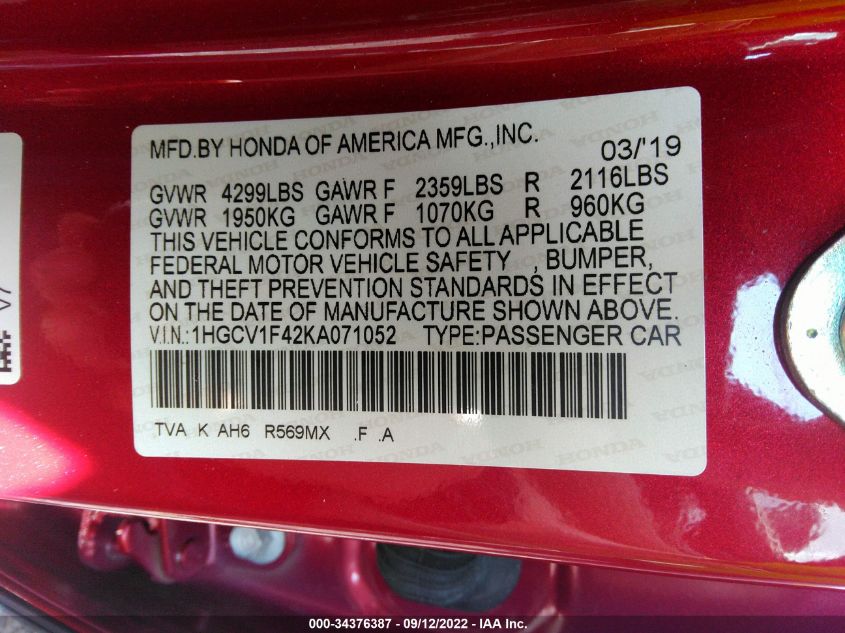 MFD.BY HONDA OF AMERICA MFG.,INC. 03/'19
GVWR 4299LBS GAWR F 2359LBS R 2116LBS
GVWR 1950KG GAWR F 1070KG R 960KG
THIS VEHICLE CONFORMS TO ALL APPLICABLE
FEDERAL MOTOR VEHICLE SAFETY , BUMPER,
AND THEFT PREVENTION STANDARDS IN EFFECT
ON THE DATE OF MANUFACTURE SHOWN ABOVE.
V.I.N.:1HGCV1F42KA071052 TYPE:PASSENGER CAR
TVA K AH6 R569MX .F .A
000-34376387 - 09/12/2022 - IAA Inc.